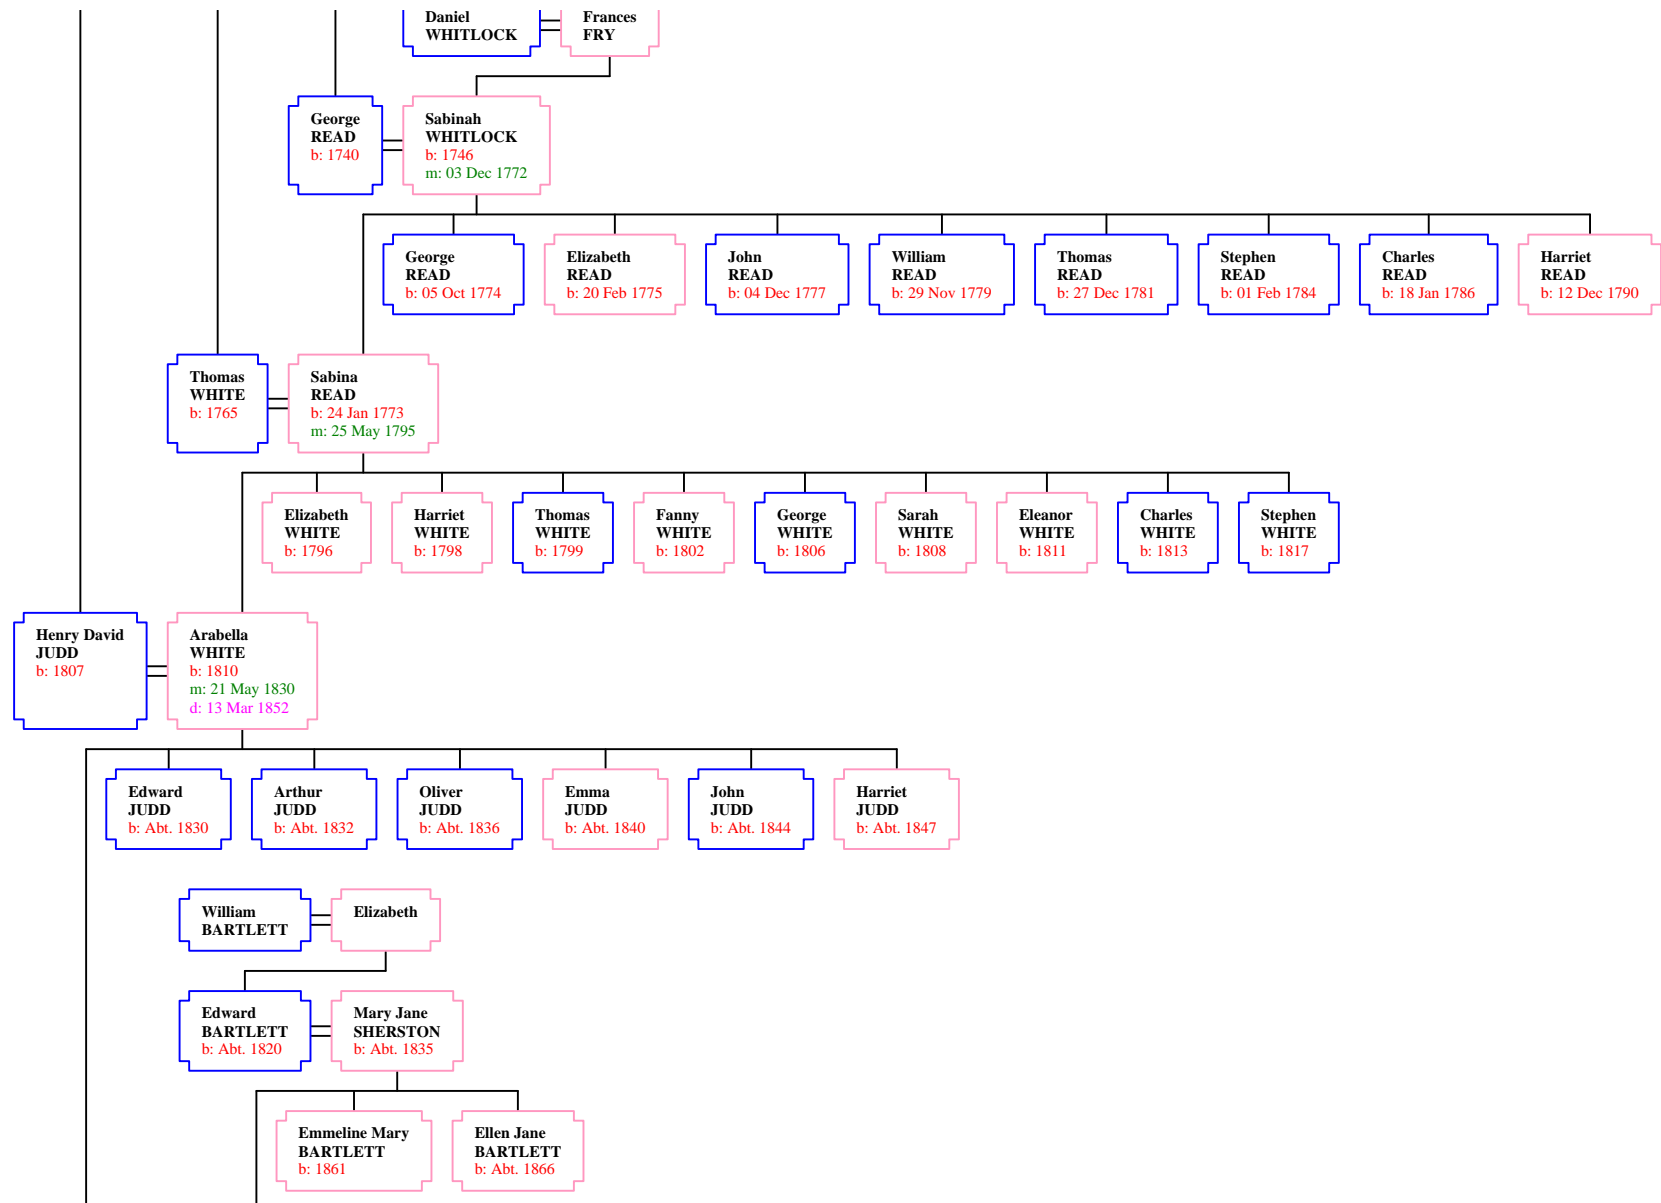 Daniel
WHITLOCK
Frances
FRY
George
READ
b: 1740
Sabinah
WHITLOCK
b: 1746
m: 03 Dec 1772
George
READ
b: 05 Oct 1774
Elizabeth
READ
b: 20 Feb 1775
John
READ
b: 04 Dec 1777
William
READ
b: 29 Nov 1779
Thomas
READ
b: 27 Dec 1781
Stephen
READ
b: 01 Feb 1784
Charles
READ
b: 18 Jan 1786
Harriet
READ
b: 12 Dec 1790
Thomas
WHITE
b: 1765
Sabina
READ
b: 24 Jan 1773
m: 25 May 1795
Elizabeth
WHITE
b: 1796
Harriet
WHITE
b: 1798
Thomas
WHITE
b: 1799
Fanny
WHITE
b: 1802
George
WHITE
b: 1806
Sarah
WHITE
b: 1808
Eleanor
WHITE
b: 1811
Charles
WHITE
b: 1813
Stephen
WHITE
b: 1817
Henry David
JUDD
b: 1807
Arabella
WHITE
b: 1810
m: 21 May 1830
d: 13 Mar 1852
Edward
JUDD
b: Abt. 1830
Arthur
JUDD
b: Abt. 1832
Oliver
JUDD
b: Abt. 1836
Emma
JUDD
b: Abt. 1840
John
JUDD
b: Abt. 1844
Harriet
JUDD
b: Abt. 1847
William
BARTLETT
Elizabeth
Edward
BARTLETT
b: Abt. 1820
Mary Jane
SHERSTON
b: Abt. 1835
Emmeline Mary
BARTLETT
b: 1861
Ellen Jane
BARTLETT
b: Abt. 1866